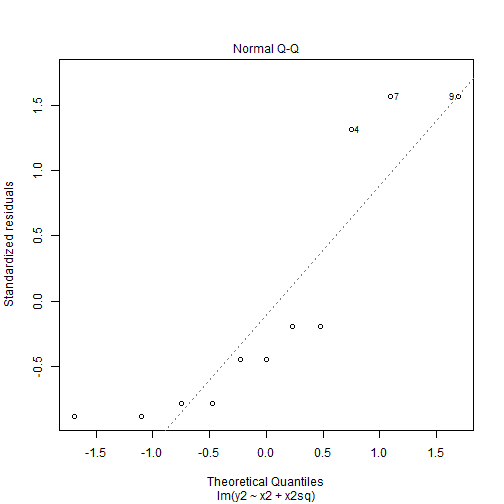 Normal Q-Q
Standardized residuals
1.5
1.0
0.5
0.0
-0.5
4
7
9
-1.5 -1.0 -0.5 0.0 0.5 1.0 1.5
Theoretical Quantiles
lm(y2 ~ x2 + x2sq)